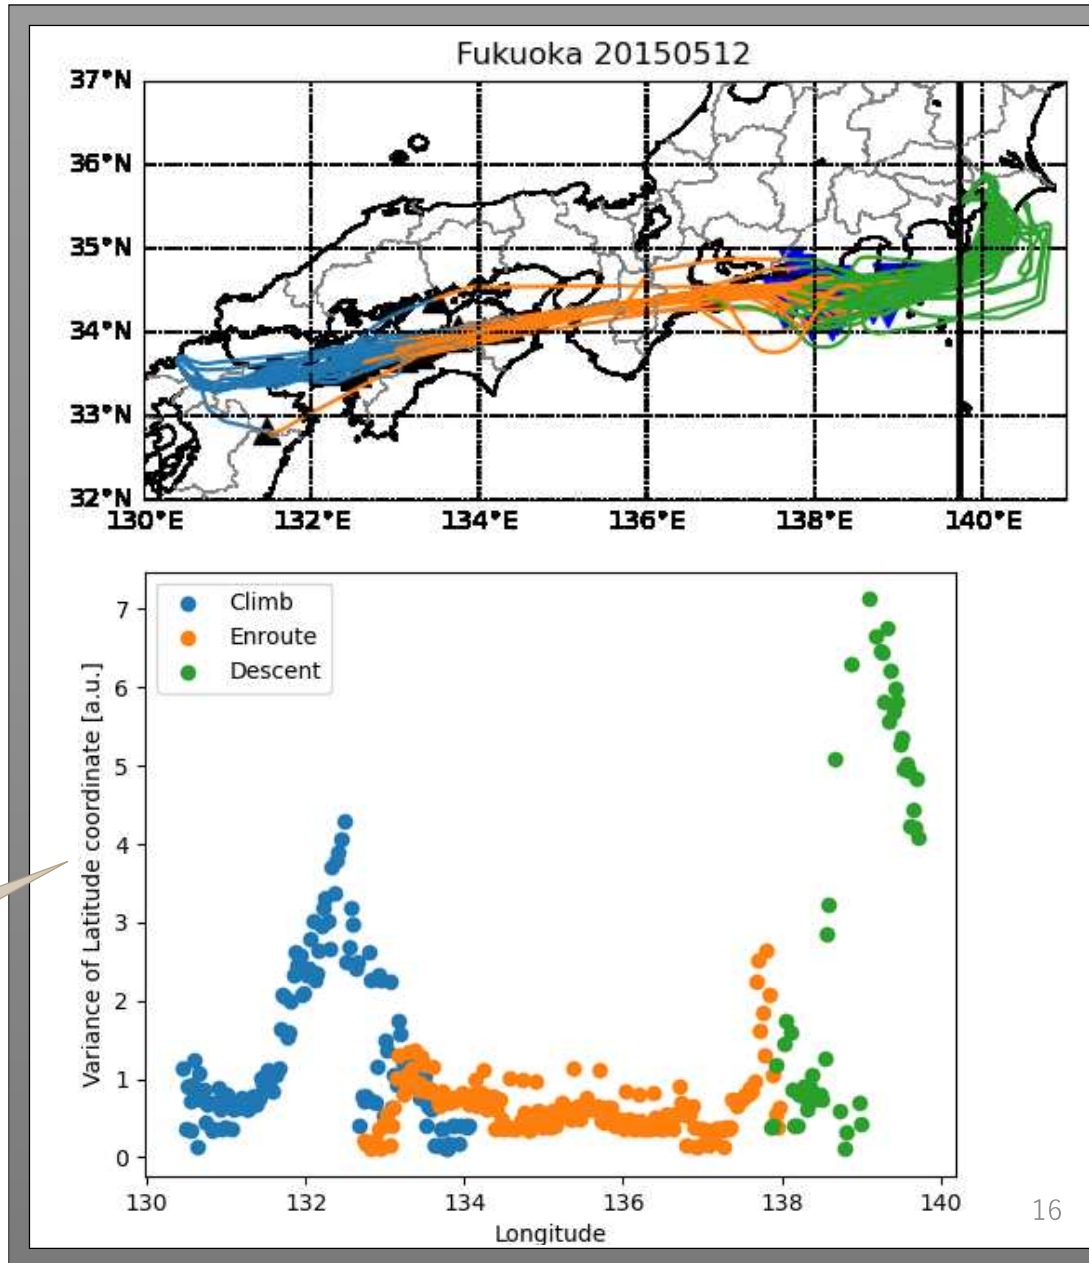 Fukuoka 20150512
37°N
36°N
35°N
34°N
33°N
32°N
130°E 132°E 134°E 136°E 138°E 140°E
Climb
Enroute
Descent
Variance of Latitude coordinate [a.u.]
7
6
5
4
3
2
1
0
130 132 134 136 138 140
Longitude
16